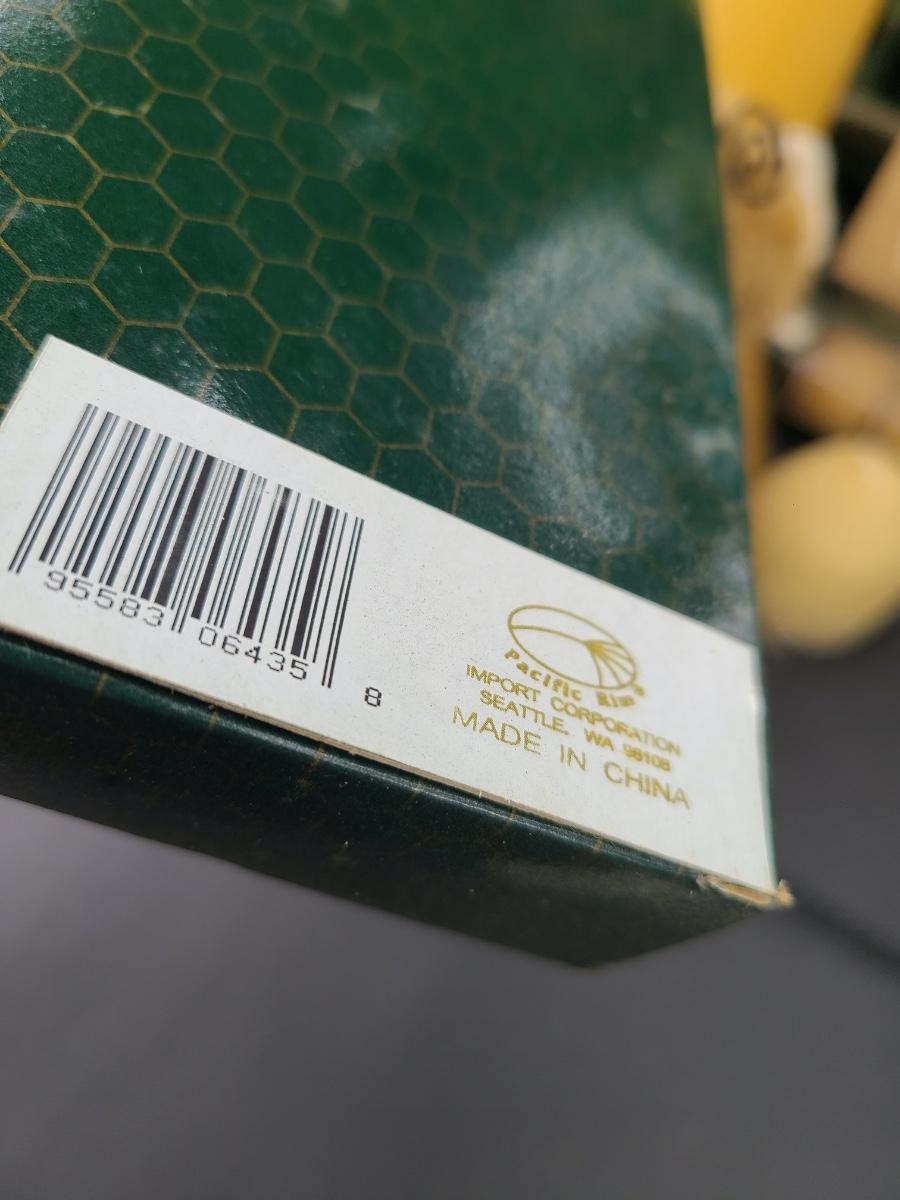 95583 06435 8
Pacific Rim
IMPORT CORPORATION
SEATTLE, WA 98108
MADE IN CHINA